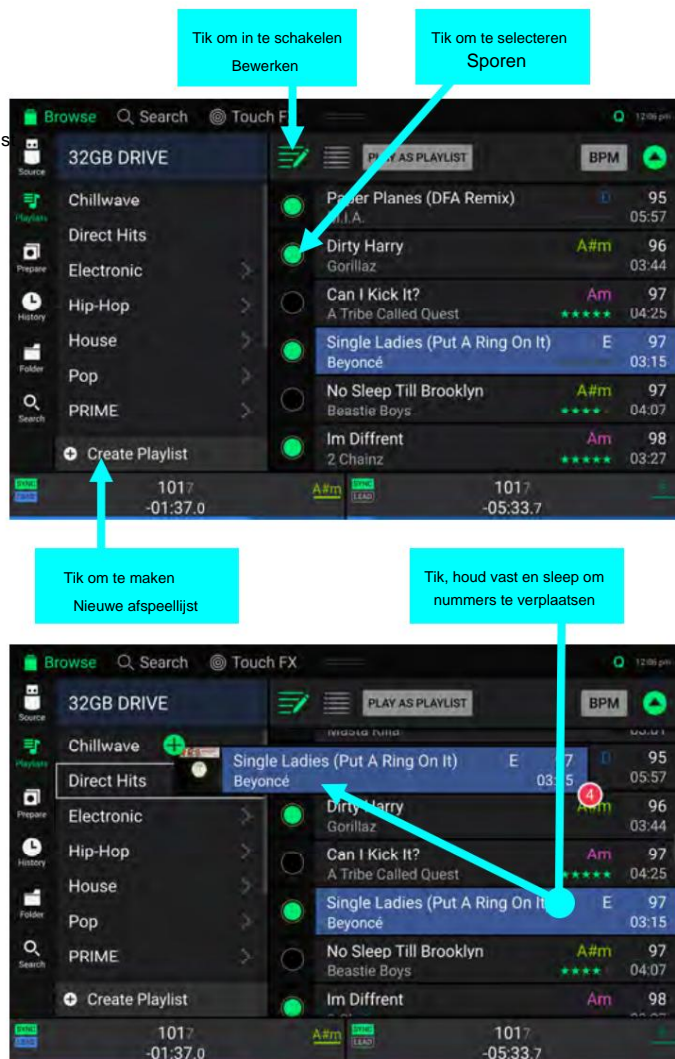 Tik om in te schakelen
Bewerken
Tik om te selecteren
Sporen
s
Browse Search Touch F 12:06 pm
Source
32GB DRIVE
PLAY AS PLAYLIST
BPM
Playlists
Prepare
History
Folder
Search
Chillwave
Direct Hits
Electronic
Hip-Hop
House
Pop
PRIME
Create Playlist
Paper Planes (DFA Remix) D 95
M.I.A. 05:57
Dirty Harry A#m 96
Gorillaz 03:44
Can I Kick It? Am 97
A Tribe Called Quest ★★★★★ 04:25
Single Ladies (Put A Ring On It) E 97
Beyoncé 03:15
No Sleep Till Brooklyn A#m 97
Beastie Boys ★★★★ 04:07
Im Diffrent Am 98
2 Chainz ★★★★★ 03:27
SYNC 1017 A#m SYNC 1017
LEAD -01:37.0 LEAD -05:33.7
Tik om te maken
Nieuwe afspeellijst
Tik, houd vast en sleep om
nummers te verplaatsen
Browse Search Touch FX 12:06 pm
Source
32GB DRIVE
PLAY AS PLAYLIST
BPM
Playlists
Prepare
History
Folder
Search
Chillwave
Direct Hits
Electronic
Hip-Hop
House
Pop
PRIME
Create Playlist
Masta Killa
Single Ladies (Put A Ring On It) E 97
Beyoncé 03:15
4
D 95
05:57
Dirty Harry A#m 96
Gorillaz 03:44
Can I Kick It? Am 97
A Tribe Called Quest ★★★★★ 04:25
Single Ladies (Put A Ring On It E 97
Beyoncé 03:15
No Sleep Till Brooklyn A#m 97
Beastie Boys ★★★★ 04:07
Im Diffrent Am 98
SYNC 1017 A#m SYNC 1017
LEAD -01:37.0 LEAD -05:33.7